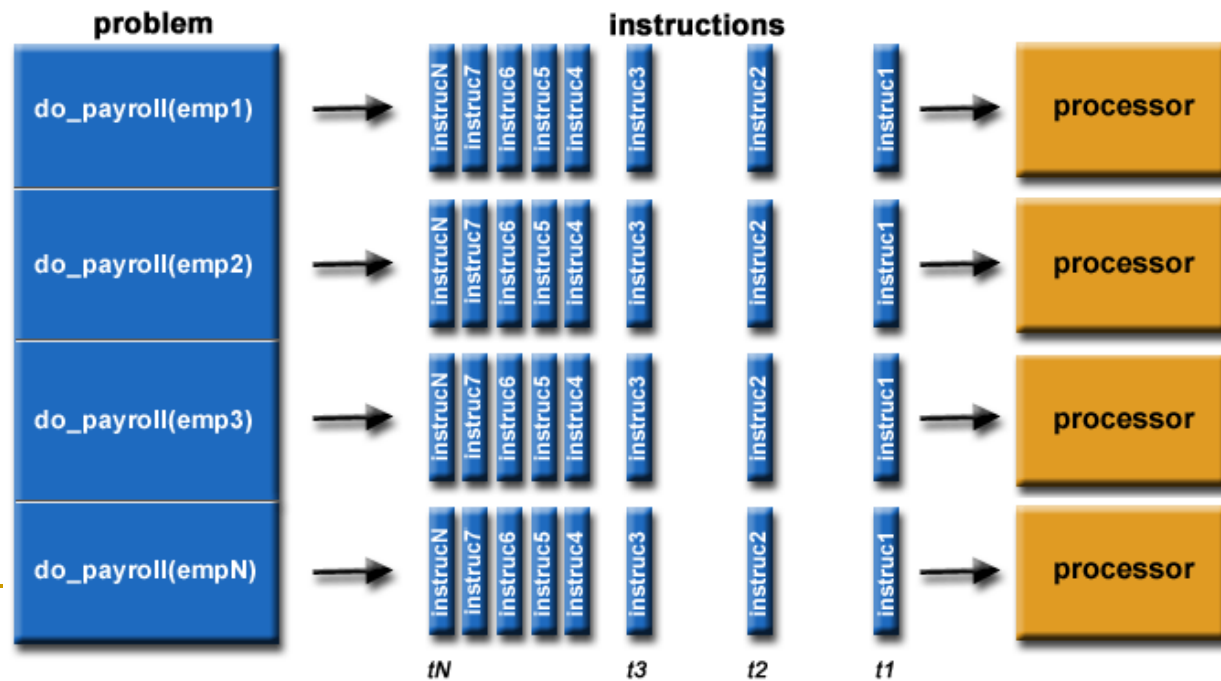 problem
instructions
do_payroll(emp1)
instrucN
instruc7
instruc6
instruc5
instruc4
instruc3
instruc2
instruc1
processor
do_payroll(emp2)
instrucN
instruc7
instruc6
instruc5
instruc4
instruc3
instruc2
instruc1
processor
do_payroll(emp3)
instrucN
instruc7
instruc6
instruc5
instruc4
instruc3
instruc2
instruc1
processor
do_payroll(empN)
instrucN
instruc7
instruc6
instruc5
instruc4
instruc3
instruc2
instruc1
processor
tN
t3
t2
t1